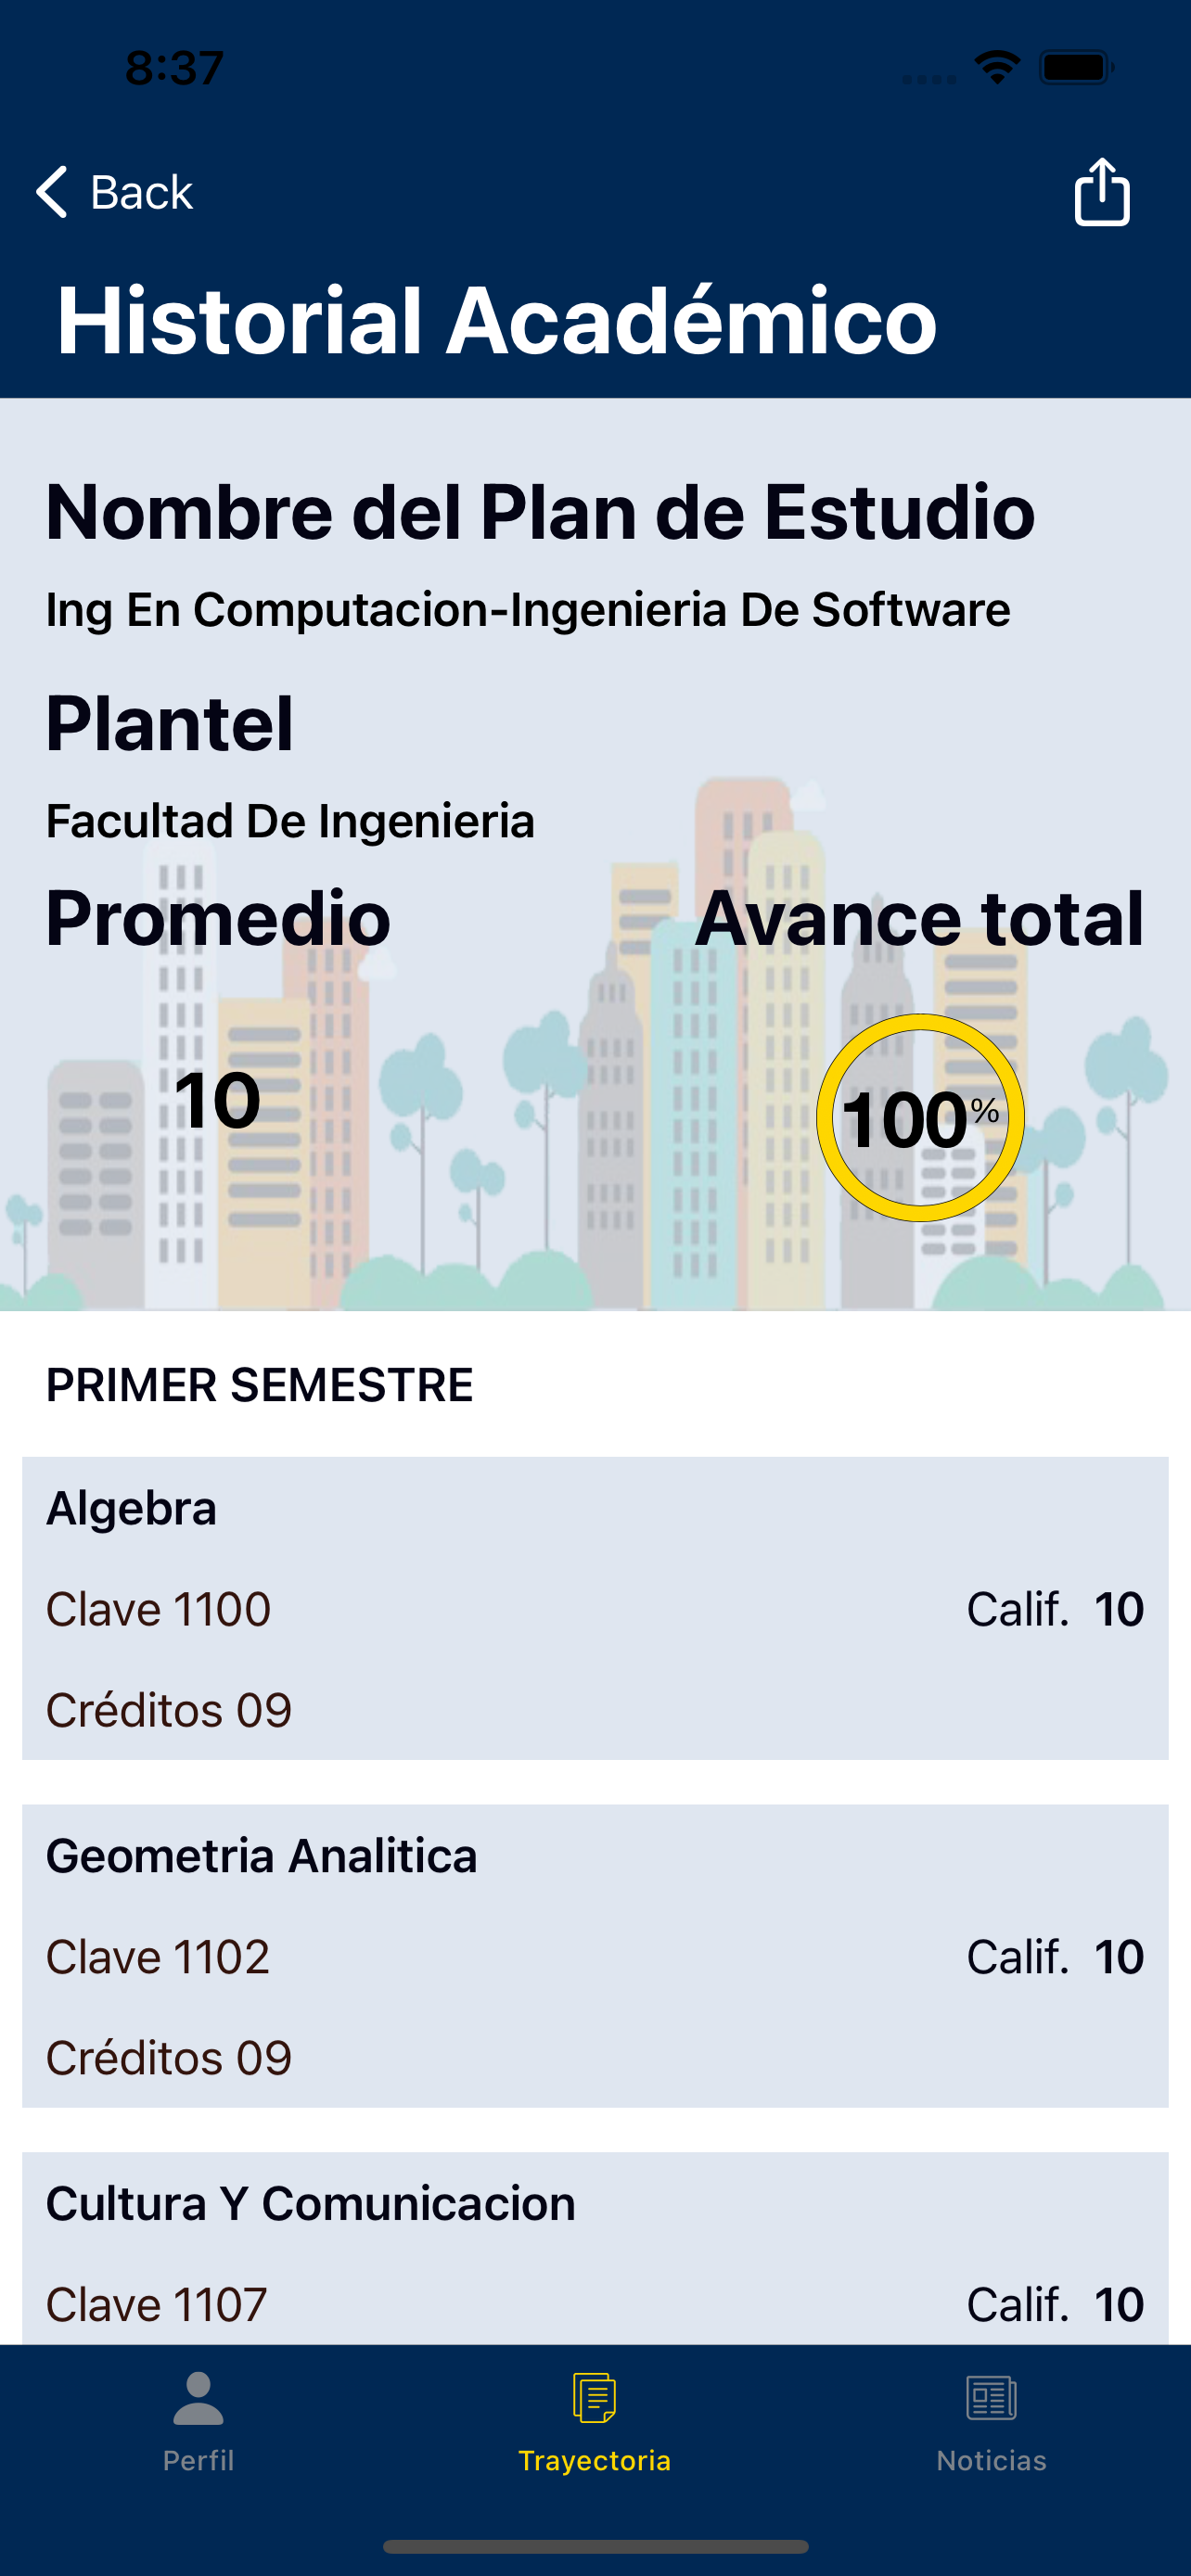 8:37
Back
Historial Académico
Nombre del Plan de Estudio
Ing En Computacion-Ingenieria De Software
Plantel
Facultad De Ingenieria
Promedio Avance total
10 100%
PRIMER SEMESTRE
Algebra
Clave 1100 Calif. 10
Créditos 09
Geometria Analitica
Clave 1102 Calif. 10
Créditos 09
Cultura Y Comunicacion
Clave 1107 Calif. 10
Perfil Trayectoria Noticias